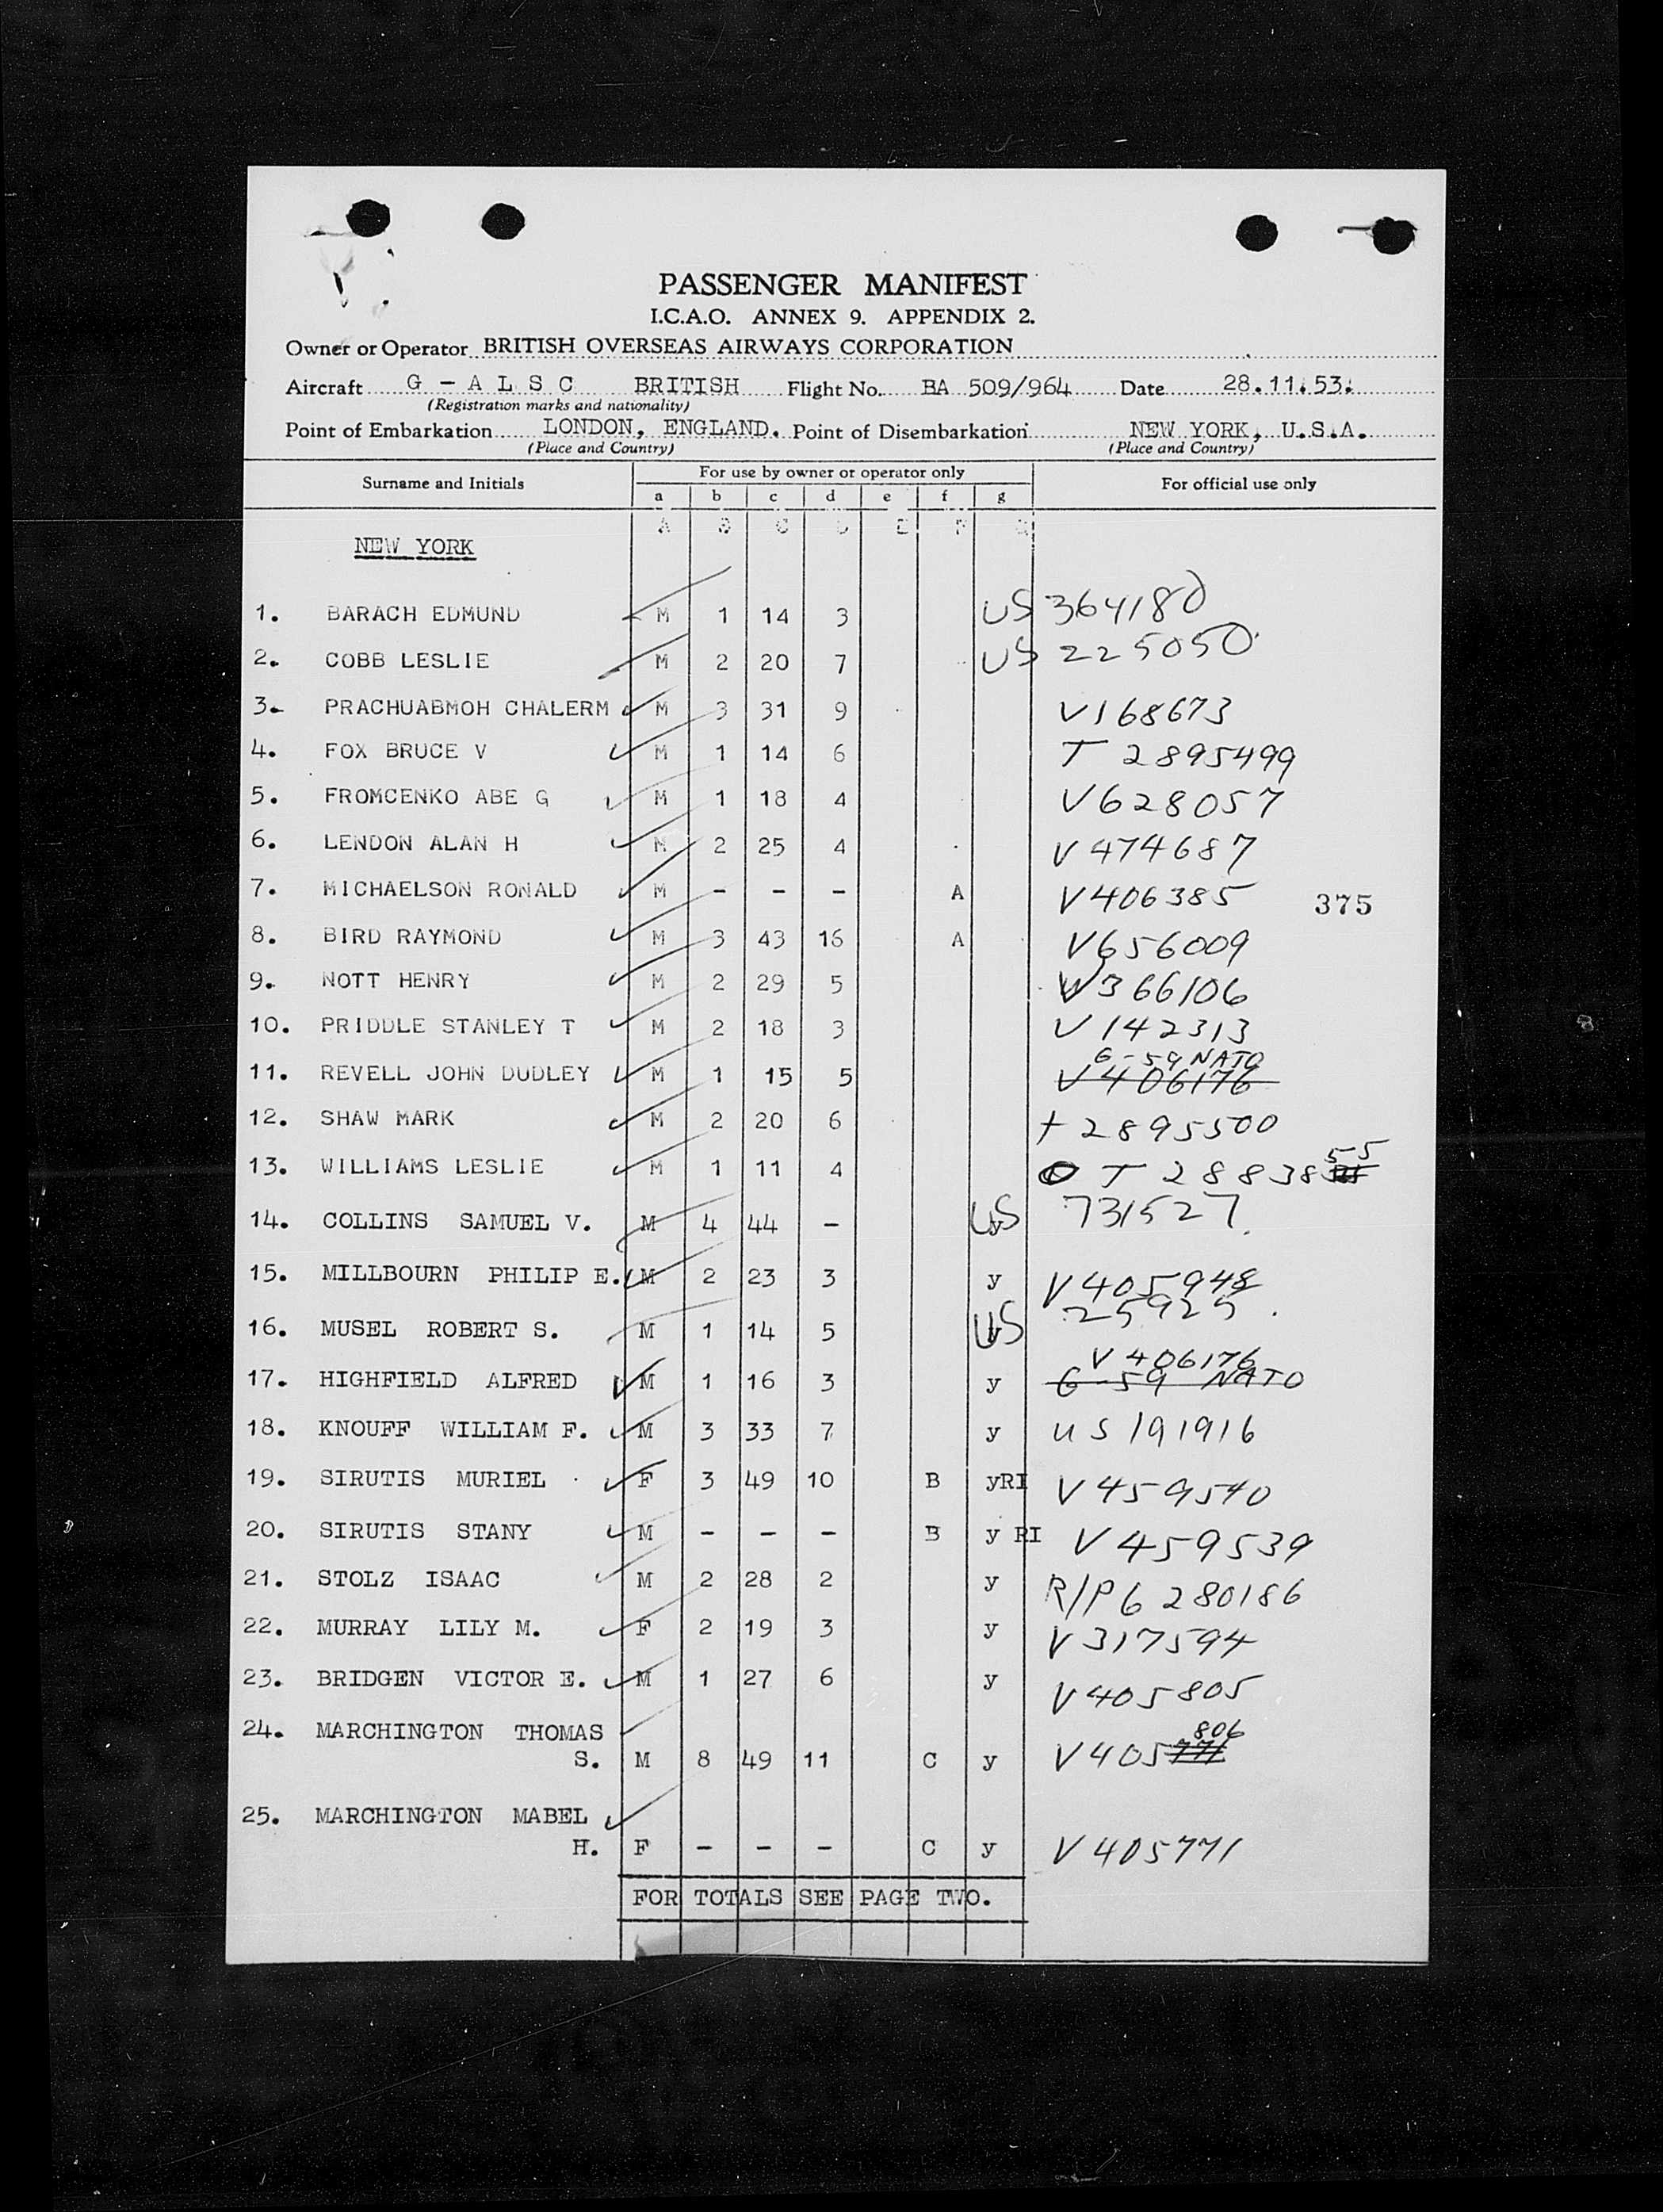 PASSENGER MANIFEST
I.C.A.O. ANNEX 9. APPENDIX 2.
Owner or Operator BRITISH OVERSEAS AIRWAYS CORPORATION
Aircraft G - A L S C BRITISH Flight No. BA 509/964 Date 28.11.53.
(Registration marks and nationality)
Point of Embarkation LONDON, ENGLAND. Point of Disembarkation NEW YORK, U.S.A.
(Place and Country) (Place and Country)
Surname and Initials For use by owner or operator only For official use only
a b c d e f g
A B C D E F G
NEW YORK
1. BARACH EDMUND M 1 14 3 US 364180
2. COBB LESLIE M 2 20 7 US 225050
3. PRACHUABMOH CHALERM M 3 31 9 V168673
4. FOX BRUCE V M 1 14 6 T 2895499
5. FROMCENKO ABE G M 1 18 4 V628057
6. LENDON ALAN H M 2 25 4 V474687
7. MICHAELSON RONALD M - - - A V406385 375
8. BIRD RAYMOND M 3 43 16 A V656009
9. NOTT HENRY M 2 29 5 V366106
10. PRIDDLE STANLEY T M 2 18 3 V142313
G-59 NATO
11. REVELL JOHN DUDLEY M 1 15 5 V406176
12. SHAW MARK M 2 20 6 T 2895500
13. WILLIAMS LESLIE M 1 11 4 T 28838 55
14. COLLINS SAMUEL V. M 4 44 - US 731527
15. MILLBOURN PHILIP E. M 2 23 3 y V405948
16. MUSEL ROBERT S. M 1 14 5 US 25925
V 406176
17. HIGHFIELD ALFRED M 1 16 3 y G-59 NATO
18. KNOUFF WILLIAM F. M 3 33 7 y US 191916
19. SIRUTIS MURIEL F 3 49 10 B yRI V459540
20. SIRUTIS STANY M - - - B y RI V459539
21. STOLZ ISAAC M 2 28 2 y R/P6 280186
22. MURRAY LILY M. F 2 19 3 y V317594
23. BRIDGEN VICTOR E. M 1 27 6 y V405805
24. MARCHINGTON THOMAS 806
S. M 8 49 11 C y V405771
25. MARCHINGTON MABEL
H. F - - - C y V405771
FOR TOTALS SEE PAGE TWO.